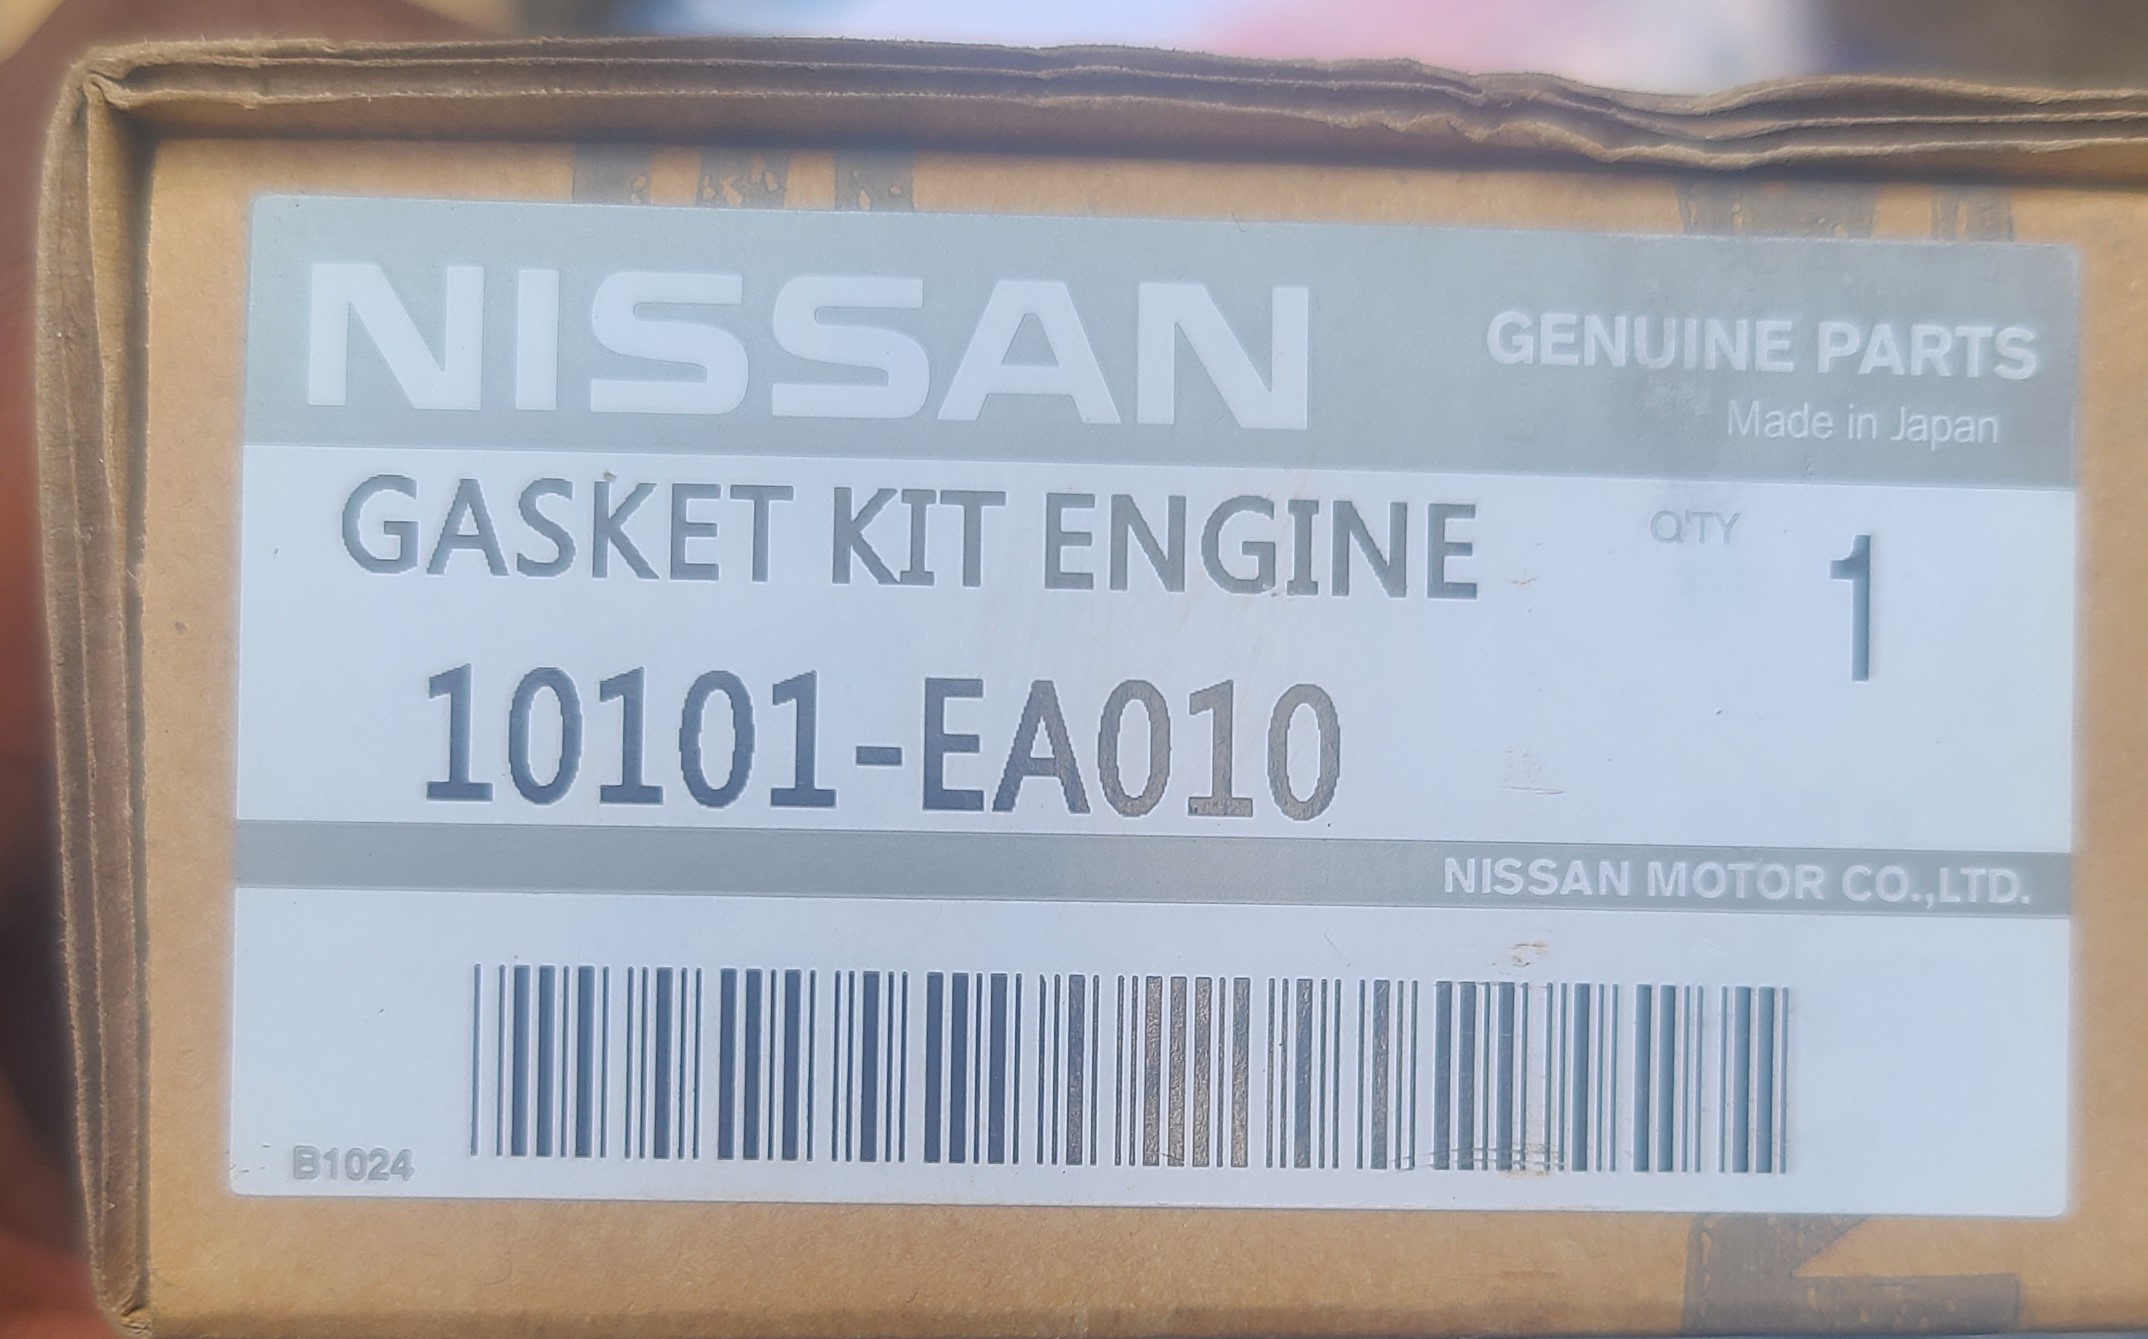 NISSAN
GENUINE PARTS
Made in Japan
GASKET KIT ENGINE
Q'TY 1
10101-EA010
NISSAN MOTOR CO.,LTD.
B1024